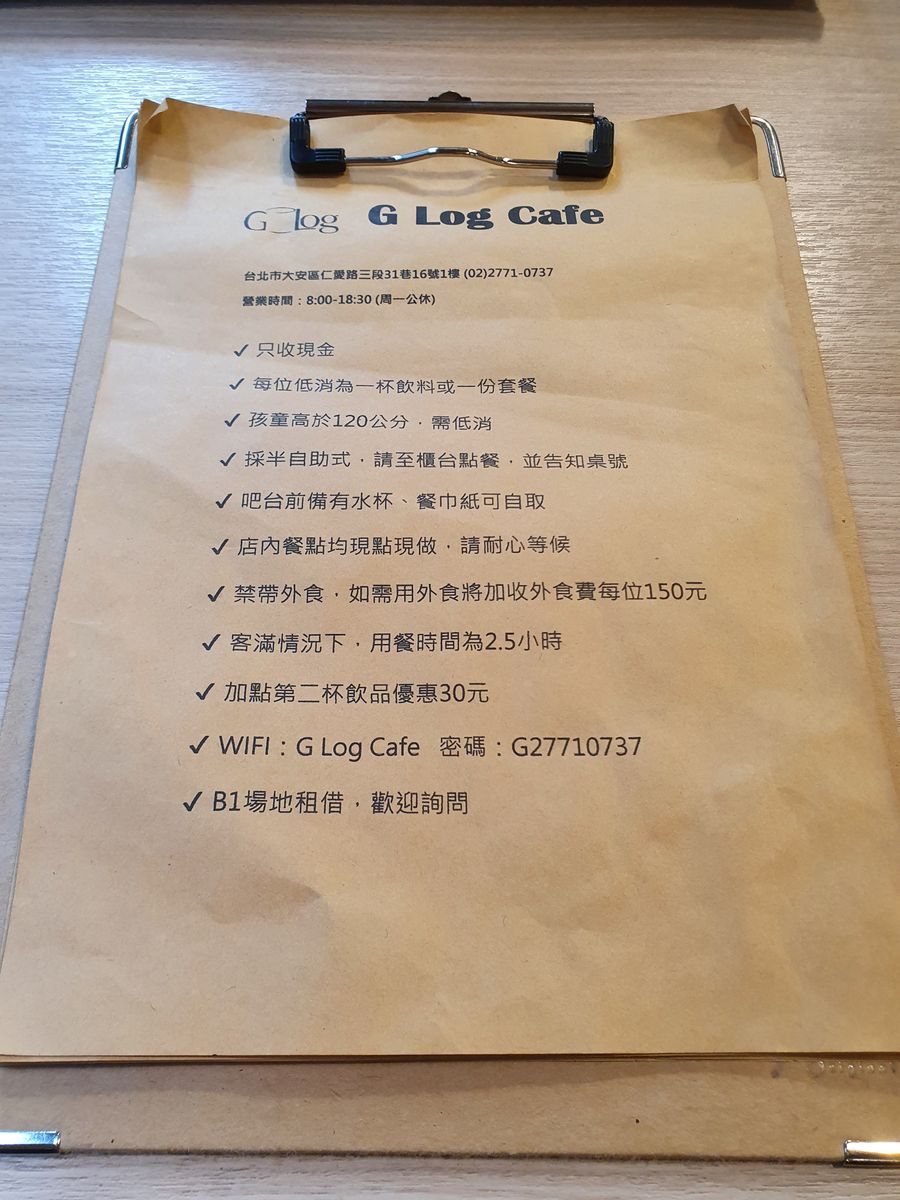 G Log G Log Cafe
台北市大安區仁愛路三段31巷16號1樓 (02)2771-0737
營業時間：8:00-18:30 (周一公休)
✓ 只收現金
✓ 每位低消為一杯飲料或一份套餐
✓ 孩童高於120公分，需低消
✓ 採半自助式，請至櫃台點餐，並告知桌號
✓ 吧台前備有水杯、餐巾紙可自取
✓ 店內餐點均現點現做，請耐心等候
✓ 禁帶外食，如需用外食將加收外食費每位150元
✓ 客滿情況下，用餐時間為2.5小時
✓ 加點第二杯飲品優惠30元
✓ WIFI：G Log Cafe 密碼：G27710737
✓ B1場地租借，歡迎詢問